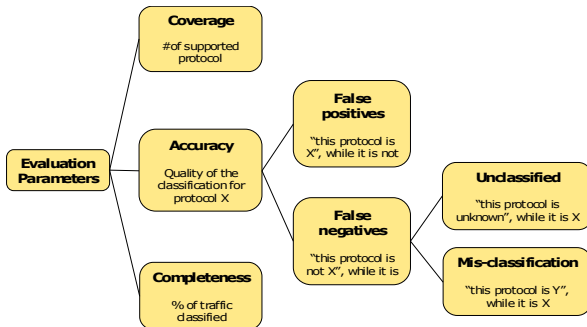 Coverage
#of supported
protocol
False
positives
"this protocol is
X", while it is not
Evaluation
Parameters
Accuracy
Quality of the
classification for
protocol X
Unclassified
"this protocol is
unknown", while it is X
False
negatives
"this protocol is
not X", while it is
Mis-classification
"this protocol is Y",
while it is X
Completeness
% of traffic
classified